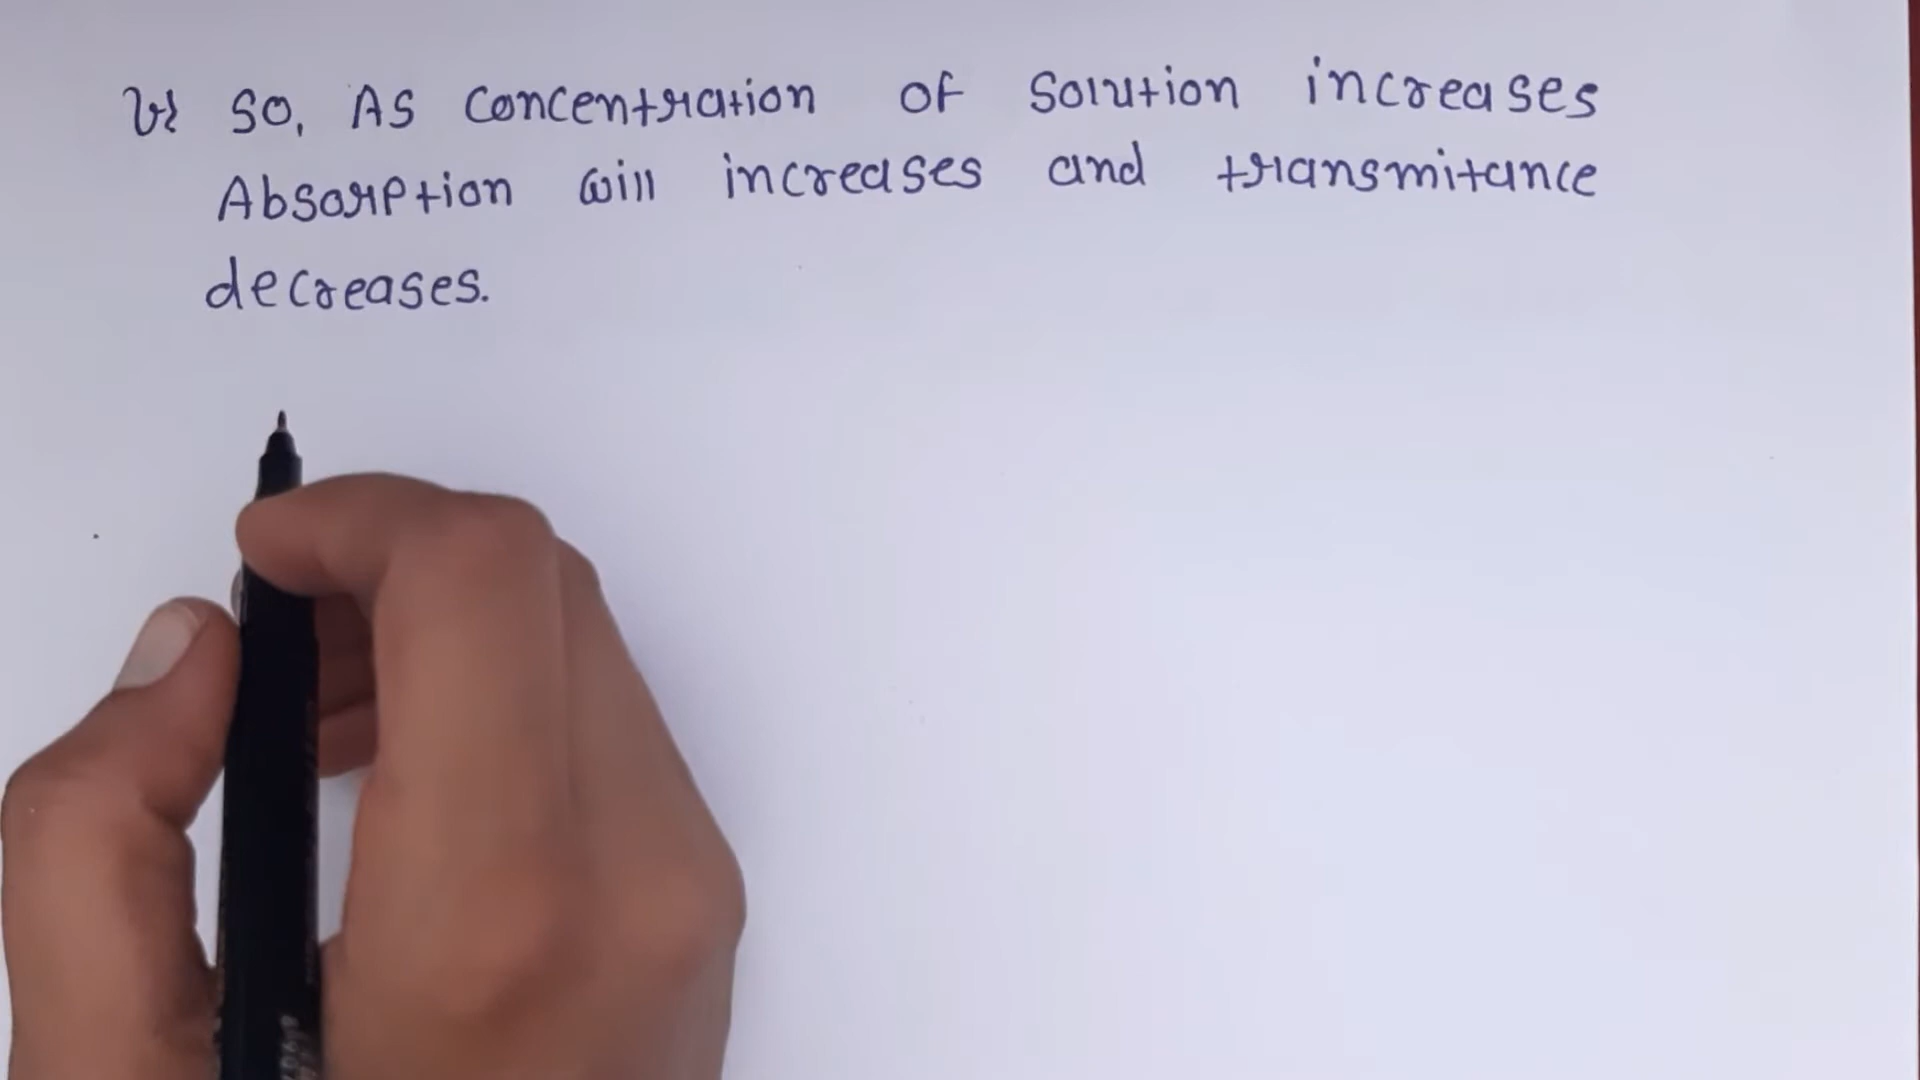 So, As Concentration of Solution increases
Absorption will increases and transmitance
decreases.